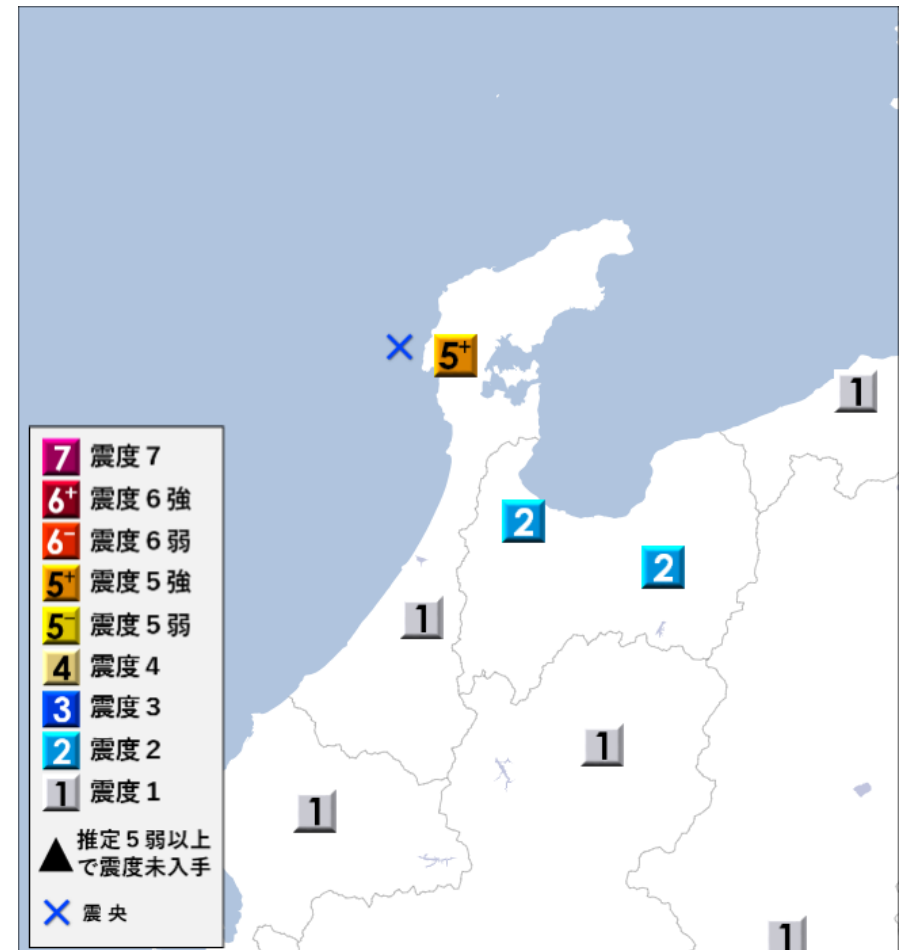 5+
1
2
2
1
1
1
1
7 震度７
6+ 震度６強
6- 震度６弱
5+ 震度５強
5- 震度５弱
4 震度４
3 震度３
2 震度２
1 震度１
推定５弱以上
で震度未入手
震央